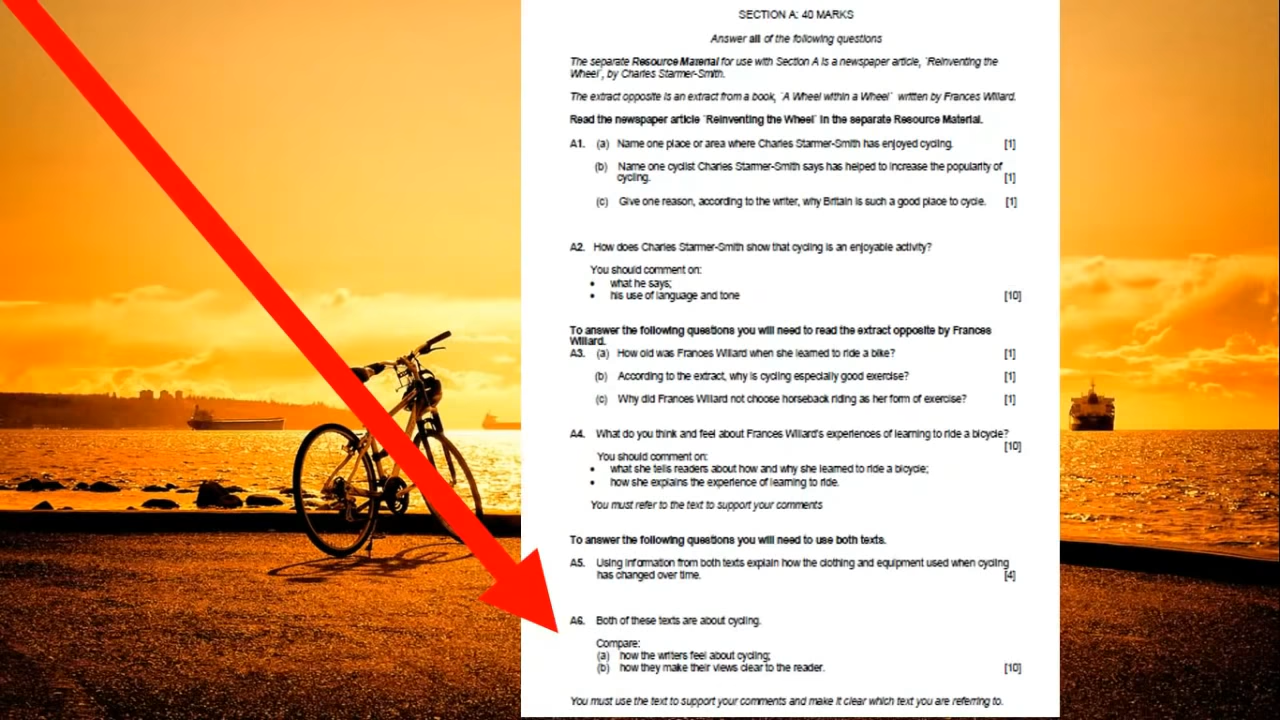 SECTION A: 40 MARKS
Answer all of the following questions
The separate Resource Material for use with Section A is a newspaper article, `Reinventing the
Wheel´, by Charles Starmer-Smith.
The extract opposite is an extract from a book, `A Wheel within a Wheel´ written by Frances Willard.
Read the newspaper article `Reinventing the Wheel´ in the separate Resource Material.
A1. (a) Name one place or area where Charles Starmer-Smith has enjoyed cycling. [1]
(b) Name one cyclist Charles Starmer-Smith says has helped to increase the popularity of
cycling. [1]
(c) Give one reason, according to the writer, why Britain is such a good place to cycle. [1]
A2. How does Charles Starmer-Smith show that cycling is an enjoyable activity?
You should comment on:
• what he says;
• his use of language and tone [10]
To answer the following questions you will need to read the extract opposite by Frances
Willard.
A3. (a) How old was Frances Willard when she learned to ride a bike? [1]
(b) According to the extract, why is cycling especially good exercise? [1]
(c) Why did Frances Willard not choose horseback riding as her form of exercise? [1]
A4. What do you think and feel about Frances Willard's experiences of learning to ride a bicycle?
[10]
You should comment on:
• what she tells readers about how and why she learned to ride a bicycle;
• how she explains the experience of learning to ride.
You must refer to the text to support your comments
To answer the following questions you will need to use both texts.
A5. Using information from both texts explain how the clothing and equipment used when cycling
has changed over time. [4]
A6. Both of these texts are about cycling.
Compare:
(a) how the writers feel about cycling;
(b) how they make their views clear to the reader. [10]
You must use the text to support your comments and make it clear which text you are referring to.